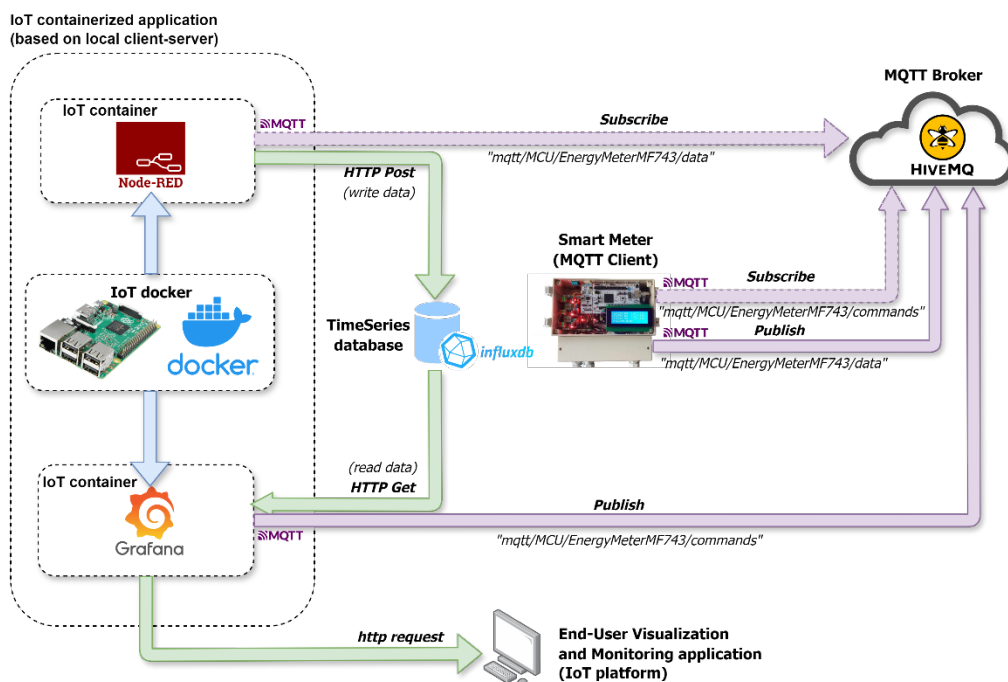 IoT containerized application
(based on local client-server)
IoT container
Node-RED
MQTT
Subscribe
"mqtt/MCU/EnergyMeterMF743/data"
MQTT Broker
HIVEMQ
HTTP Post
(write data)
Smart Meter
(MQTT Client)
MQTT
Subscribe
"mqtt/MCU/EnergyMeterMF743/commands"
MQTT
Publish
"mqtt/MCU/EnergyMeterMF743/data"
IoT docker
docker
TimeSeries
database
influxdb
(read data)
HTTP Get
IoT container
Grafana
MQTT
Publish
"mqtt/MCU/EnergyMeterMF743/commands"
http request
End-User Visualization
and Monitoring application
(IoT platform)